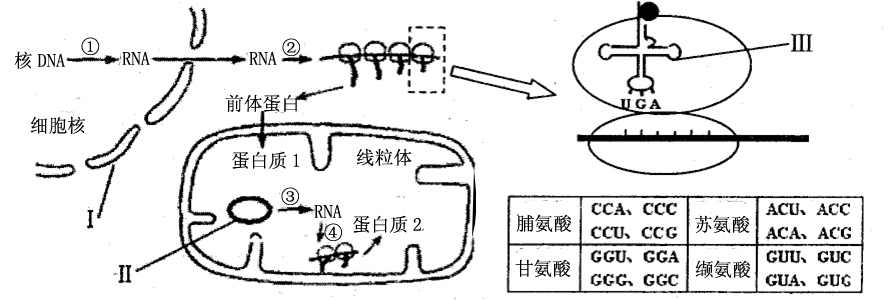 核DNA ① RNA RNA ②
前体蛋白
细胞核
蛋白质1 线粒体
③ RNA
④ 蛋白质2
I
II
III
UGA
脯氨酸 CCA、CCC CCU、CCG 苏氨酸 ACU、ACC ACA、ACG
甘氨酸 GGU、GGA GGG、GGC 缬氨酸 GUU、GUC GUA、GUG